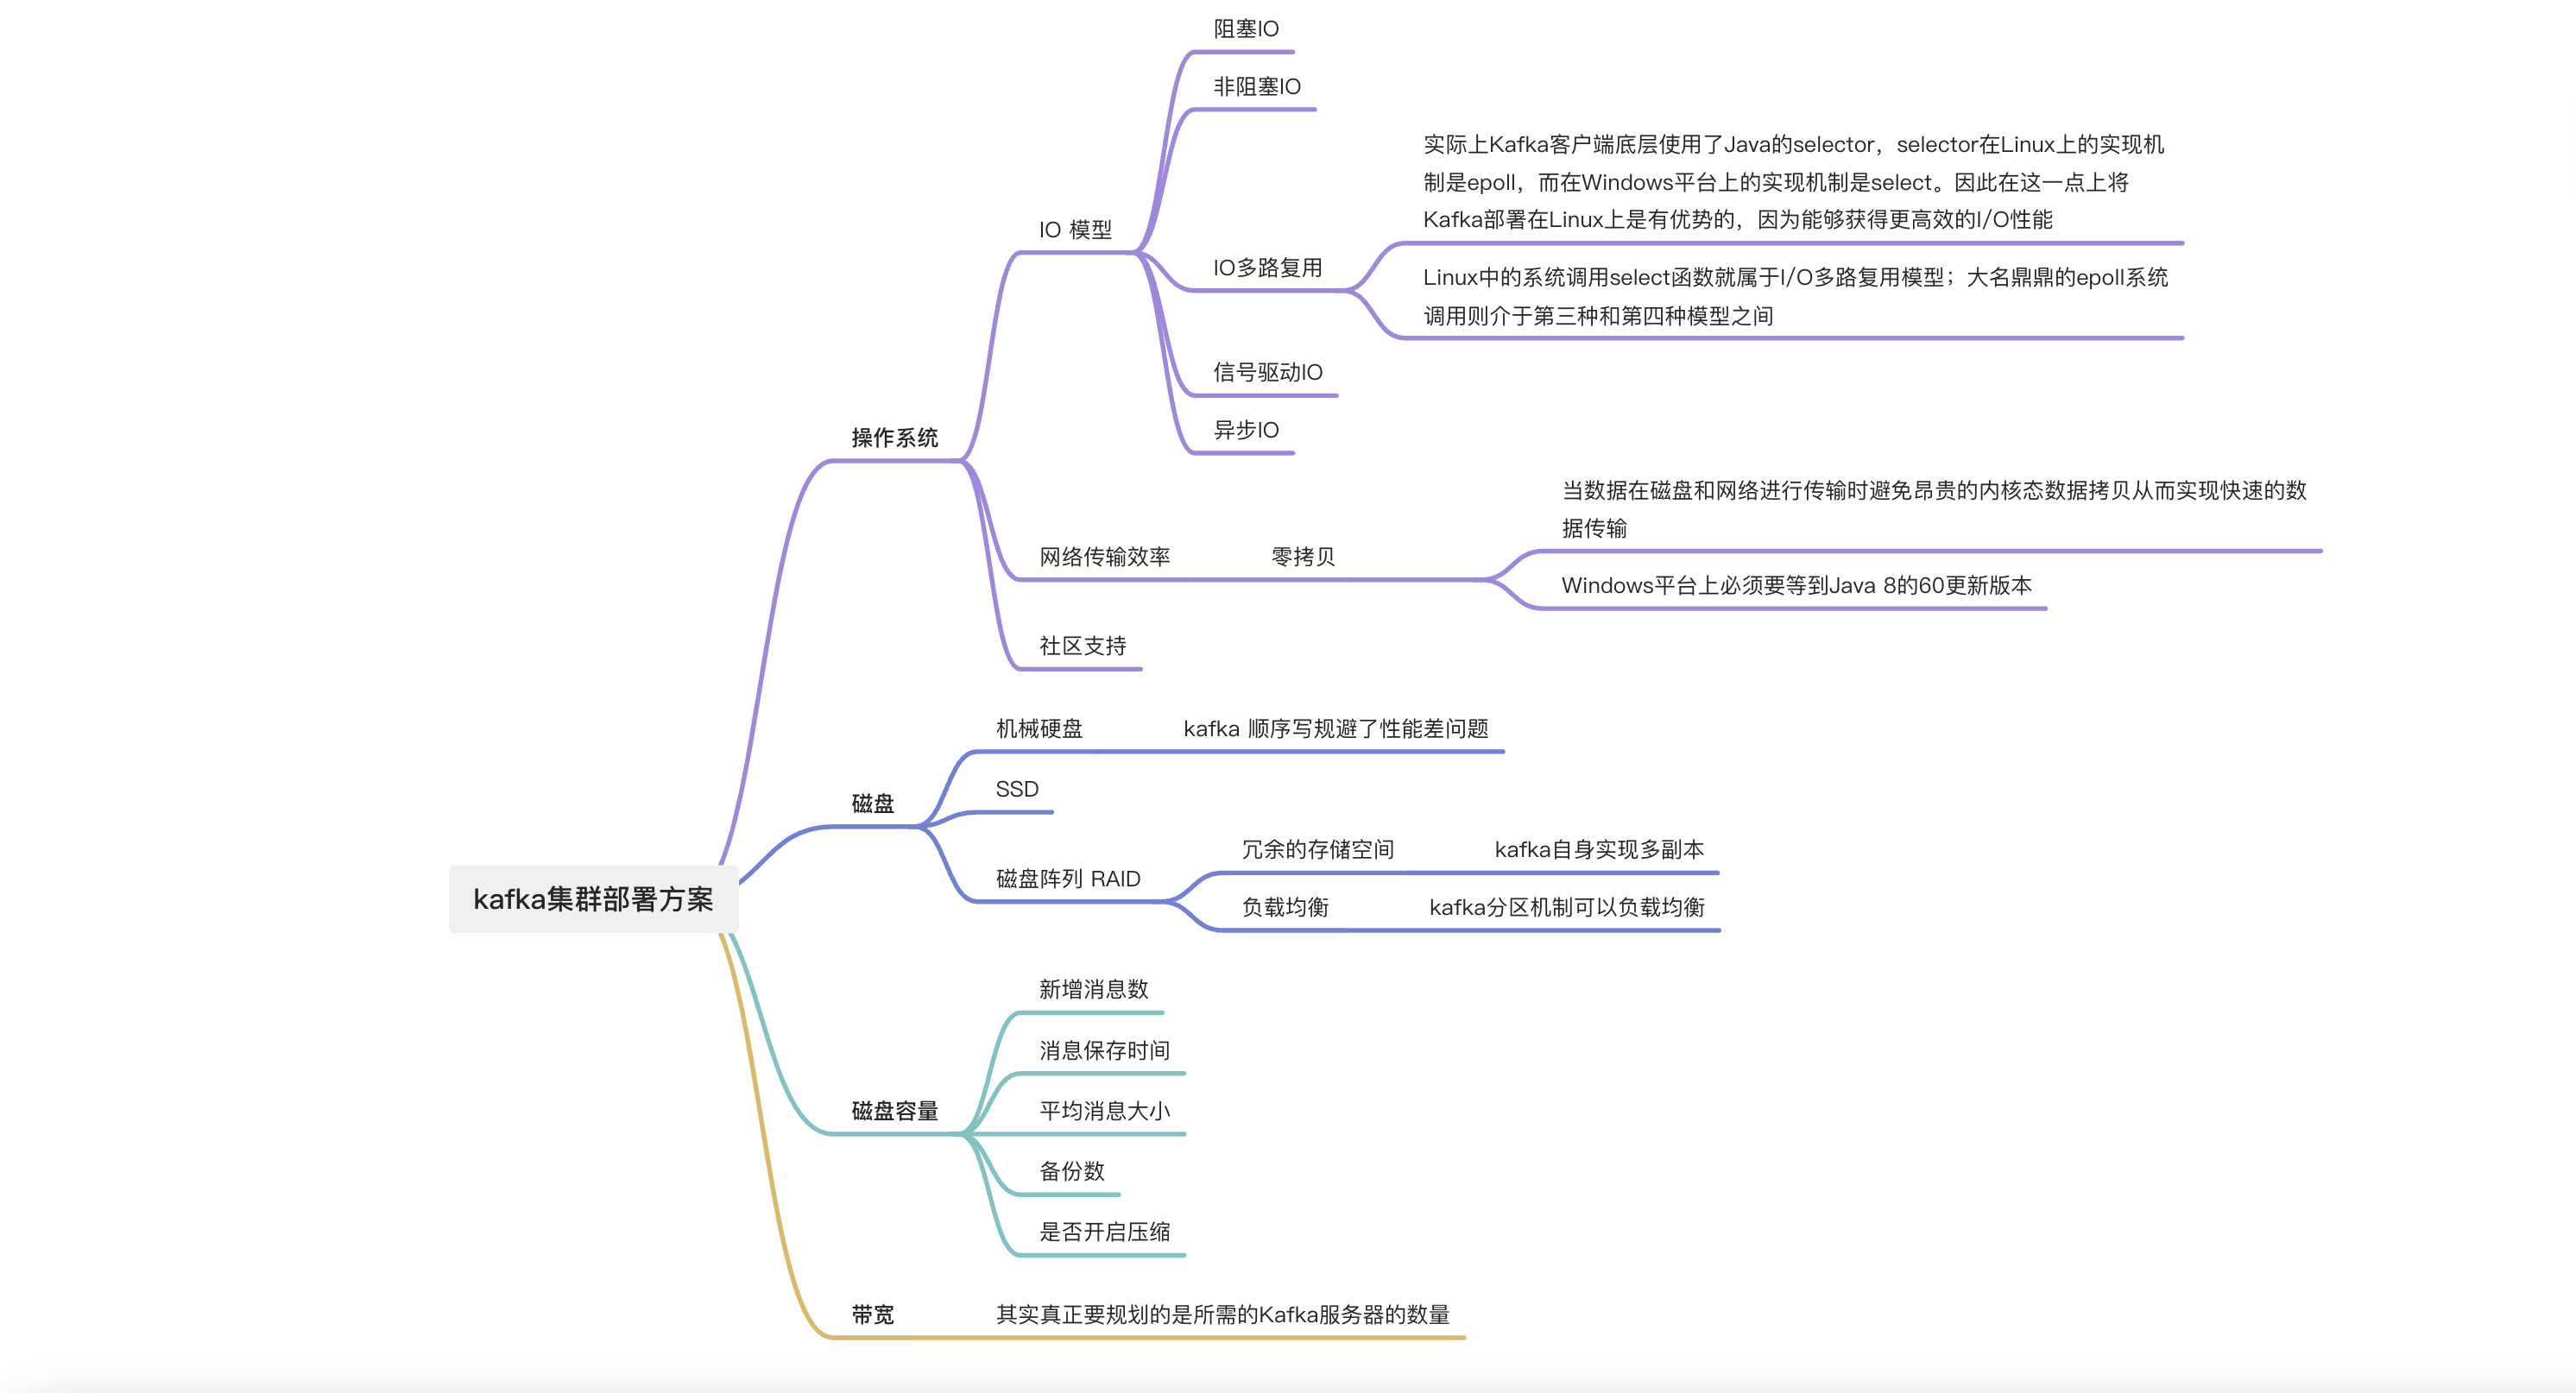 kafka集群部署方案
操作系统
IO 模型
阻塞IO
非阻塞IO
IO多路复用
实际上Kafka客户端底层使用了Java的selector，selector在Linux上的实现机
制是epoll，而在Windows平台上的实现机制是select。因此在这一点上将
Kafka部署在Linux上是有优势的，因为能够获得更高效的I/O性能
Linux中的系统调用select函数就属于I/O多路复用模型；大名鼎鼎的epoll系统
调用则介于第三种和第四种模型之间
信号驱动IO
异步IO
网络传输效率
零拷贝
当数据在磁盘和网络进行传输时避免昂贵的内核态数据拷贝从而实现快速的数
据传输
Windows平台上必须要等到Java 8的60更新版本
社区支持
磁盘
机械硬盘
kafka 顺序写规避了性能差问题
SSD
磁盘阵列 RAID
冗余的存储空间
kafka自身实现多副本
负载均衡
kafka分区机制可以负载均衡
磁盘容量
新增消息数
消息保存时间
平均消息大小
备份数
是否开启压缩
带宽
其实真正要规划的是所需的Kafka服务器的数量